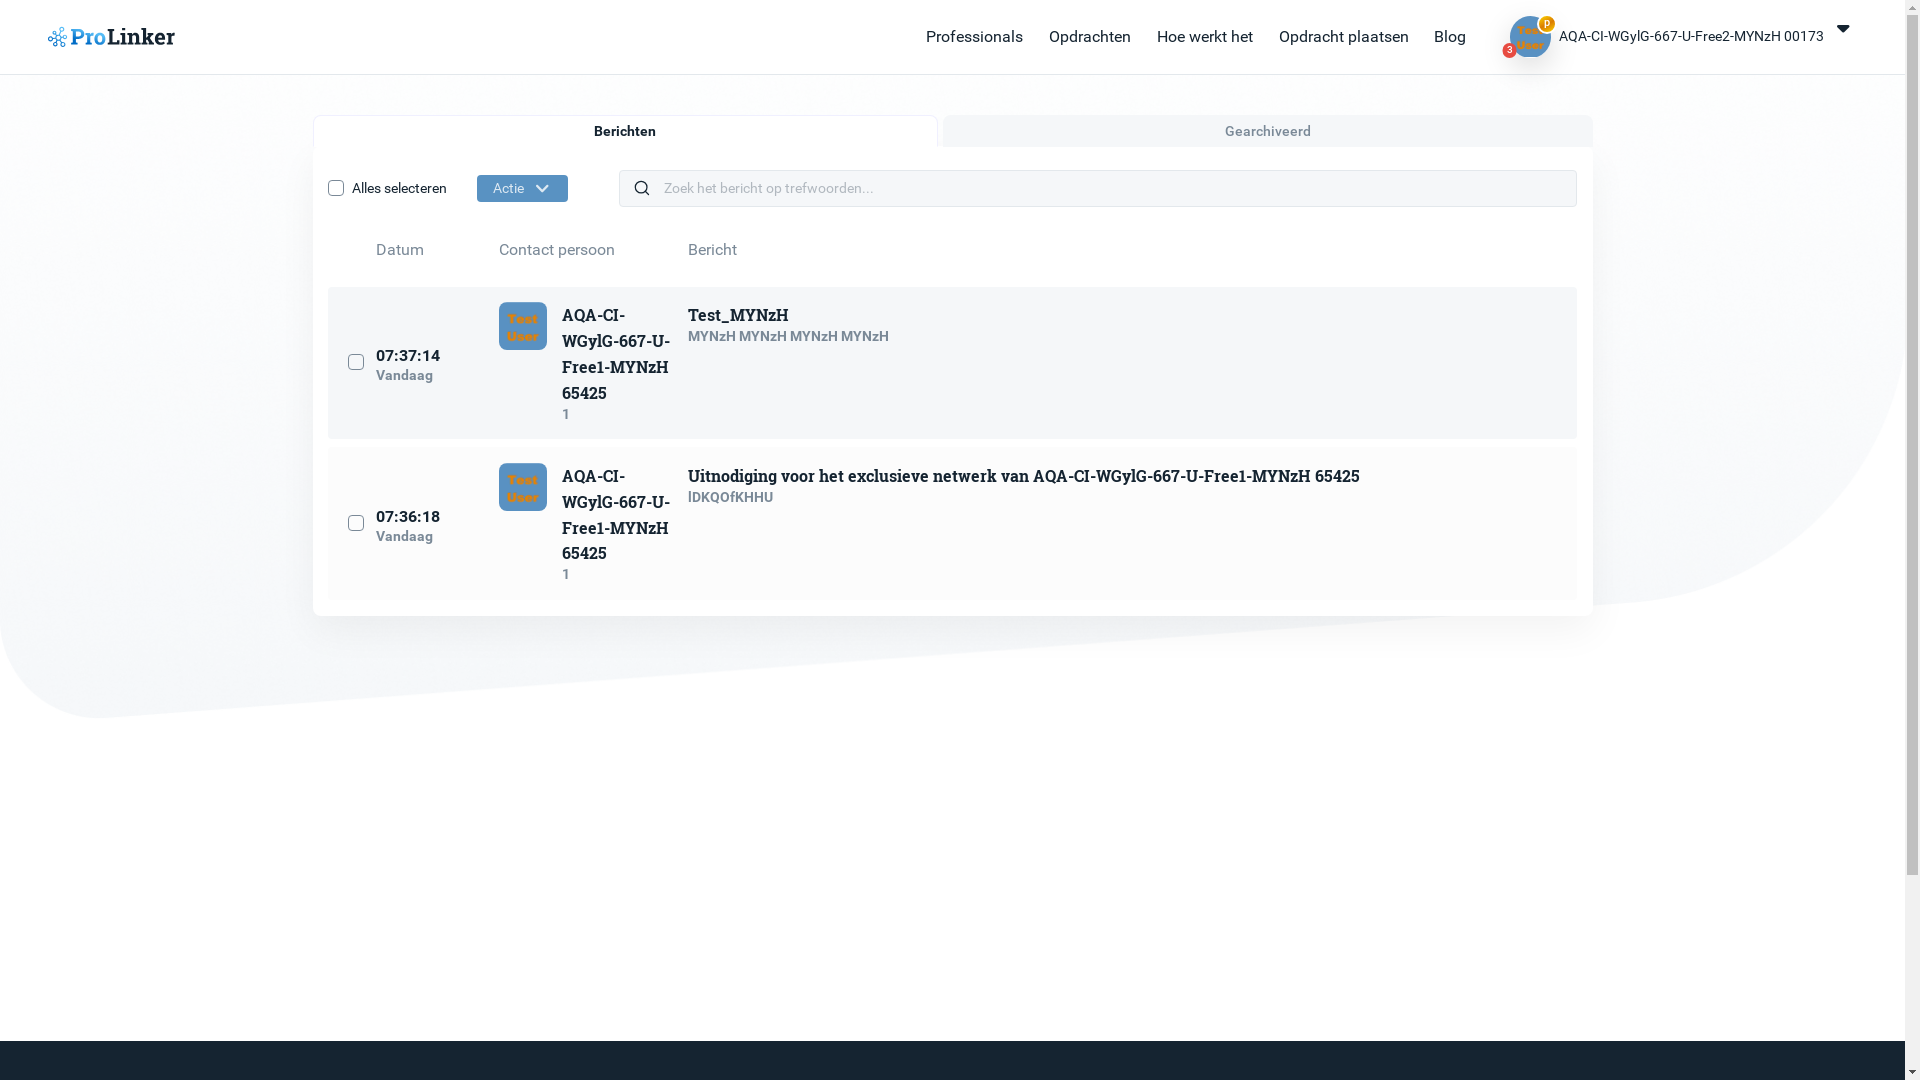 ProLinker
Professionals
Opdrachten
Hoe werkt het
Opdracht plaatsen
Blog
p
Test
User
3
AQA-CI-WGylG-667-U-Free2-MYNzH 00173
Berichten
Gearchiveerd
Alles selecteren
Actie
Zoek het bericht op trefwoorden...
Datum
Contact persoon
Bericht
07:37:14
Vandaag
Test
User
AQA-CI-
WGylG-667-U-
Free1-MYNzH
65425
1
Test_MYNzH
MYNzH MYNzH MYNzH MYNzH
07:36:18
Vandaag
Test
User
AQA-CI-
WGylG-667-U-
Free1-MYNzH
65425
1
Uitnodiging voor het exclusieve netwerk van AQA-CI-WGylG-667-U-Free1-MYNzH 65425
lDKQOfKHHU